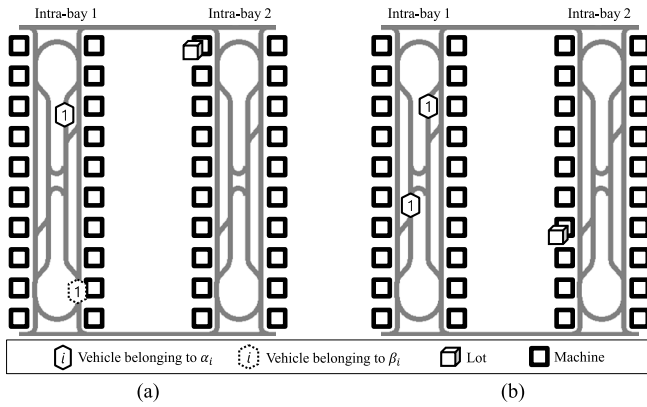 Intra-bay 1 Intra-bay 2 Intra-bay 1 Intra-bay 2
1 1
1
1
1
i Vehicle belonging to αᵢ i Vehicle belonging to βᵢ Lot Machine
(a) (b)